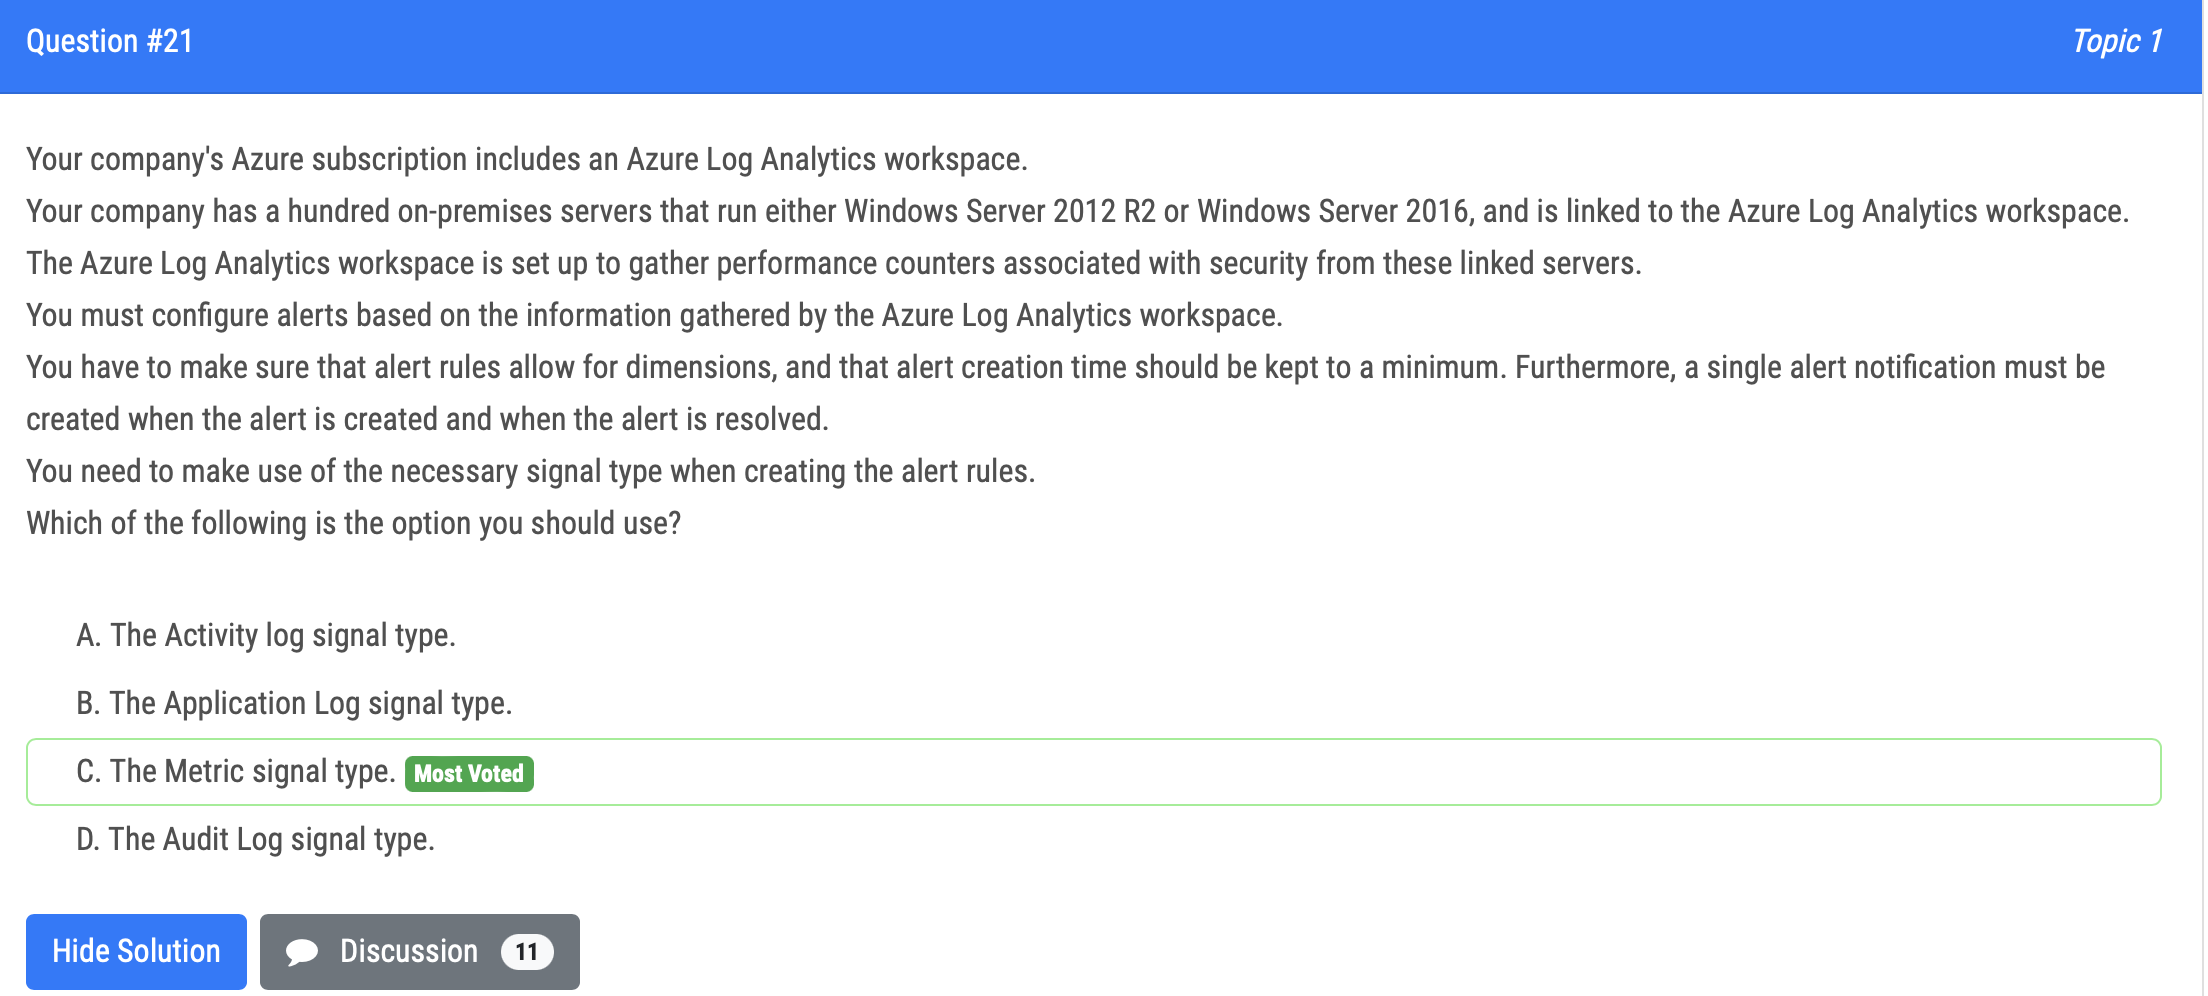 Question #21
Topic 1
Your company's Azure subscription includes an Azure Log Analytics workspace.
Your company has a hundred on-premises servers that run either Windows Server 2012 R2 or Windows Server 2016, and is linked to the Azure Log Analytics workspace.
The Azure Log Analytics workspace is set up to gather performance counters associated with security from these linked servers.
You must configure alerts based on the information gathered by the Azure Log Analytics workspace.
You have to make sure that alert rules allow for dimensions, and that alert creation time should be kept to a minimum. Furthermore, a single alert notification must be
created when the alert is created and when the alert is resolved.
You need to make use of the necessary signal type when creating the alert rules.
Which of the following is the option you should use?
A. The Activity log signal type.
B. The Application Log signal type.
C. The Metric signal type. Most Voted
D. The Audit Log signal type.
Hide Solution
Discussion 11